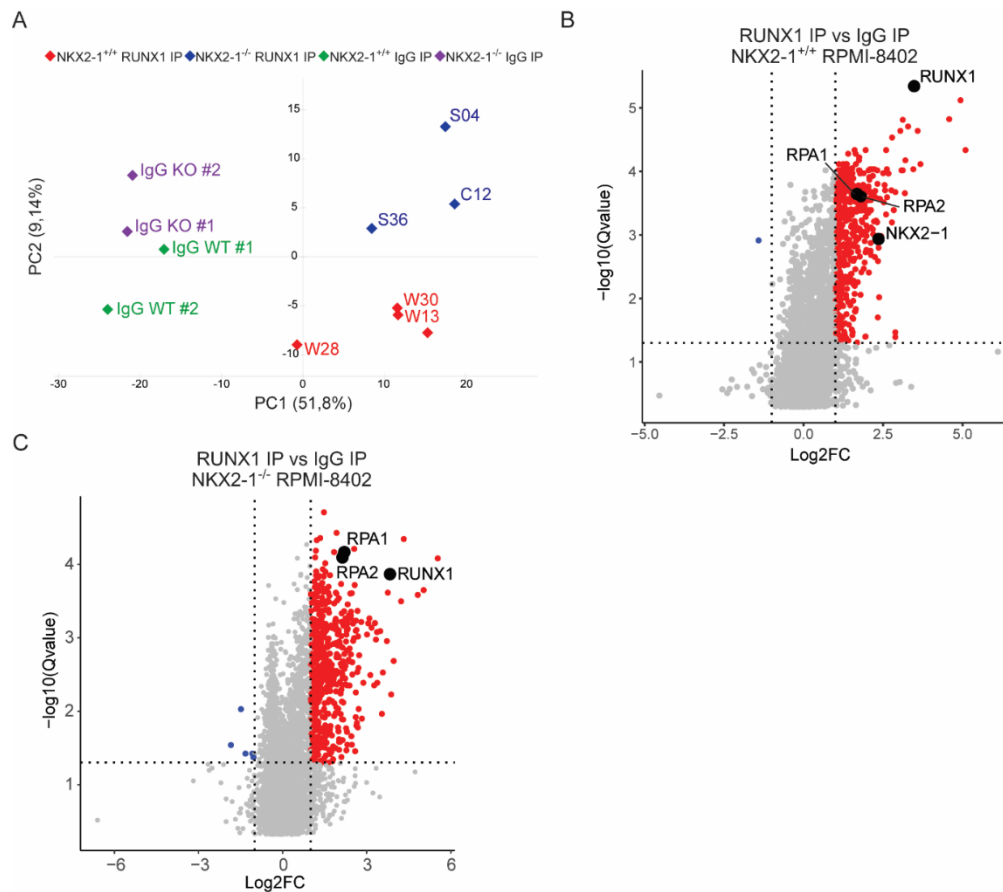 A
NKX2-1+/+ RUNX1 IP NKX2-1-/- RUNX1 IP NKX2-1+/+ IgG IP NKX2-1-/- IgG IP
PC2 (9,14%)
15
10
5
0
-5
-10
S04
IgG KO #2
C12
IgG KO #1
S36
IgG WT #1
IgG WT #2
W30
W13
W28
-30 -20 -10 0 10 20
PC1 (51,8%)
B
RUNX1 IP vs IgG IP
NKX2-1+/+ RPMI-8402
-log10(Qvalue)
5
4
3
2
1
RUNX1
RPA1
RPA2
NKX2-1
-5.0 -2.5 0.0 2.5 5.0
Log2FC
C
RUNX1 IP vs IgG IP
NKX2-1-/- RPMI-8402
-log10(Qvalue)
4
3
2
1
RPA1
RPA2
RUNX1
-6 -3 0 3 6
Log2FC